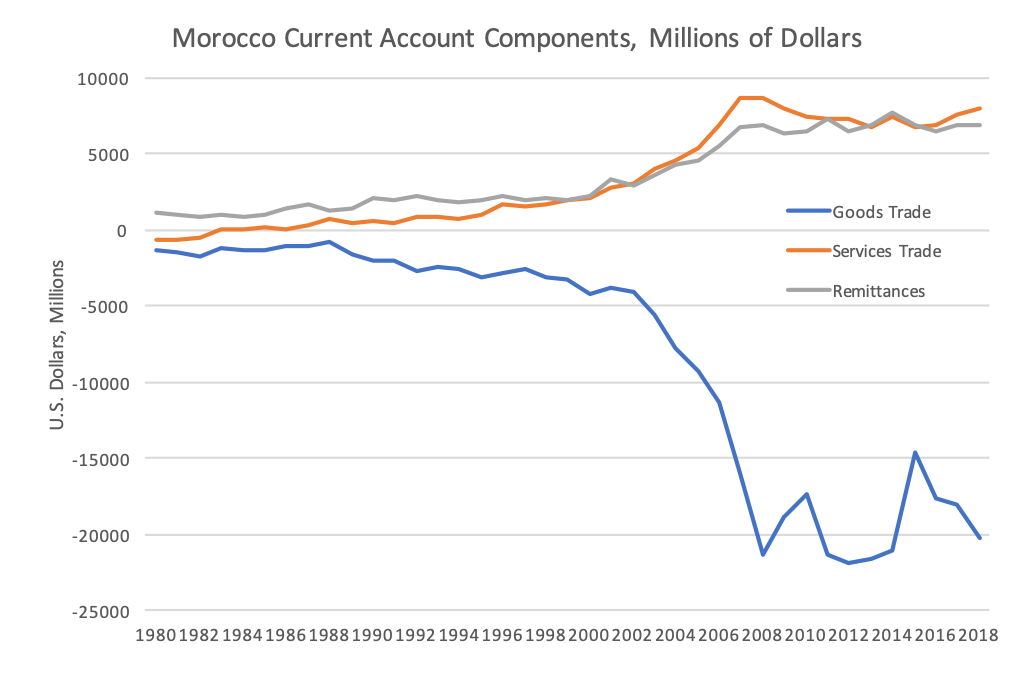 Morocco Current Account Components, Millions of Dollars
U.S. Dollars, Millions
10000
5000
0
-5000
-10000
-15000
-20000
-25000
Goods Trade
Services Trade
Remittances
1980 1982 1984 1986 1988 1990 1992 1994 1996 1998 2000 2002 2004 2006 2008 2010 2012 2014 2016 2018